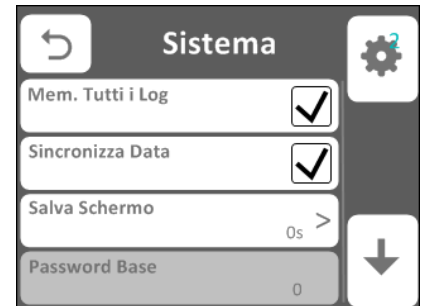 Sistema
2
Mem. Tutti i Log
Sincronizza Data
Salva Schermo
0s >
Password Base
0